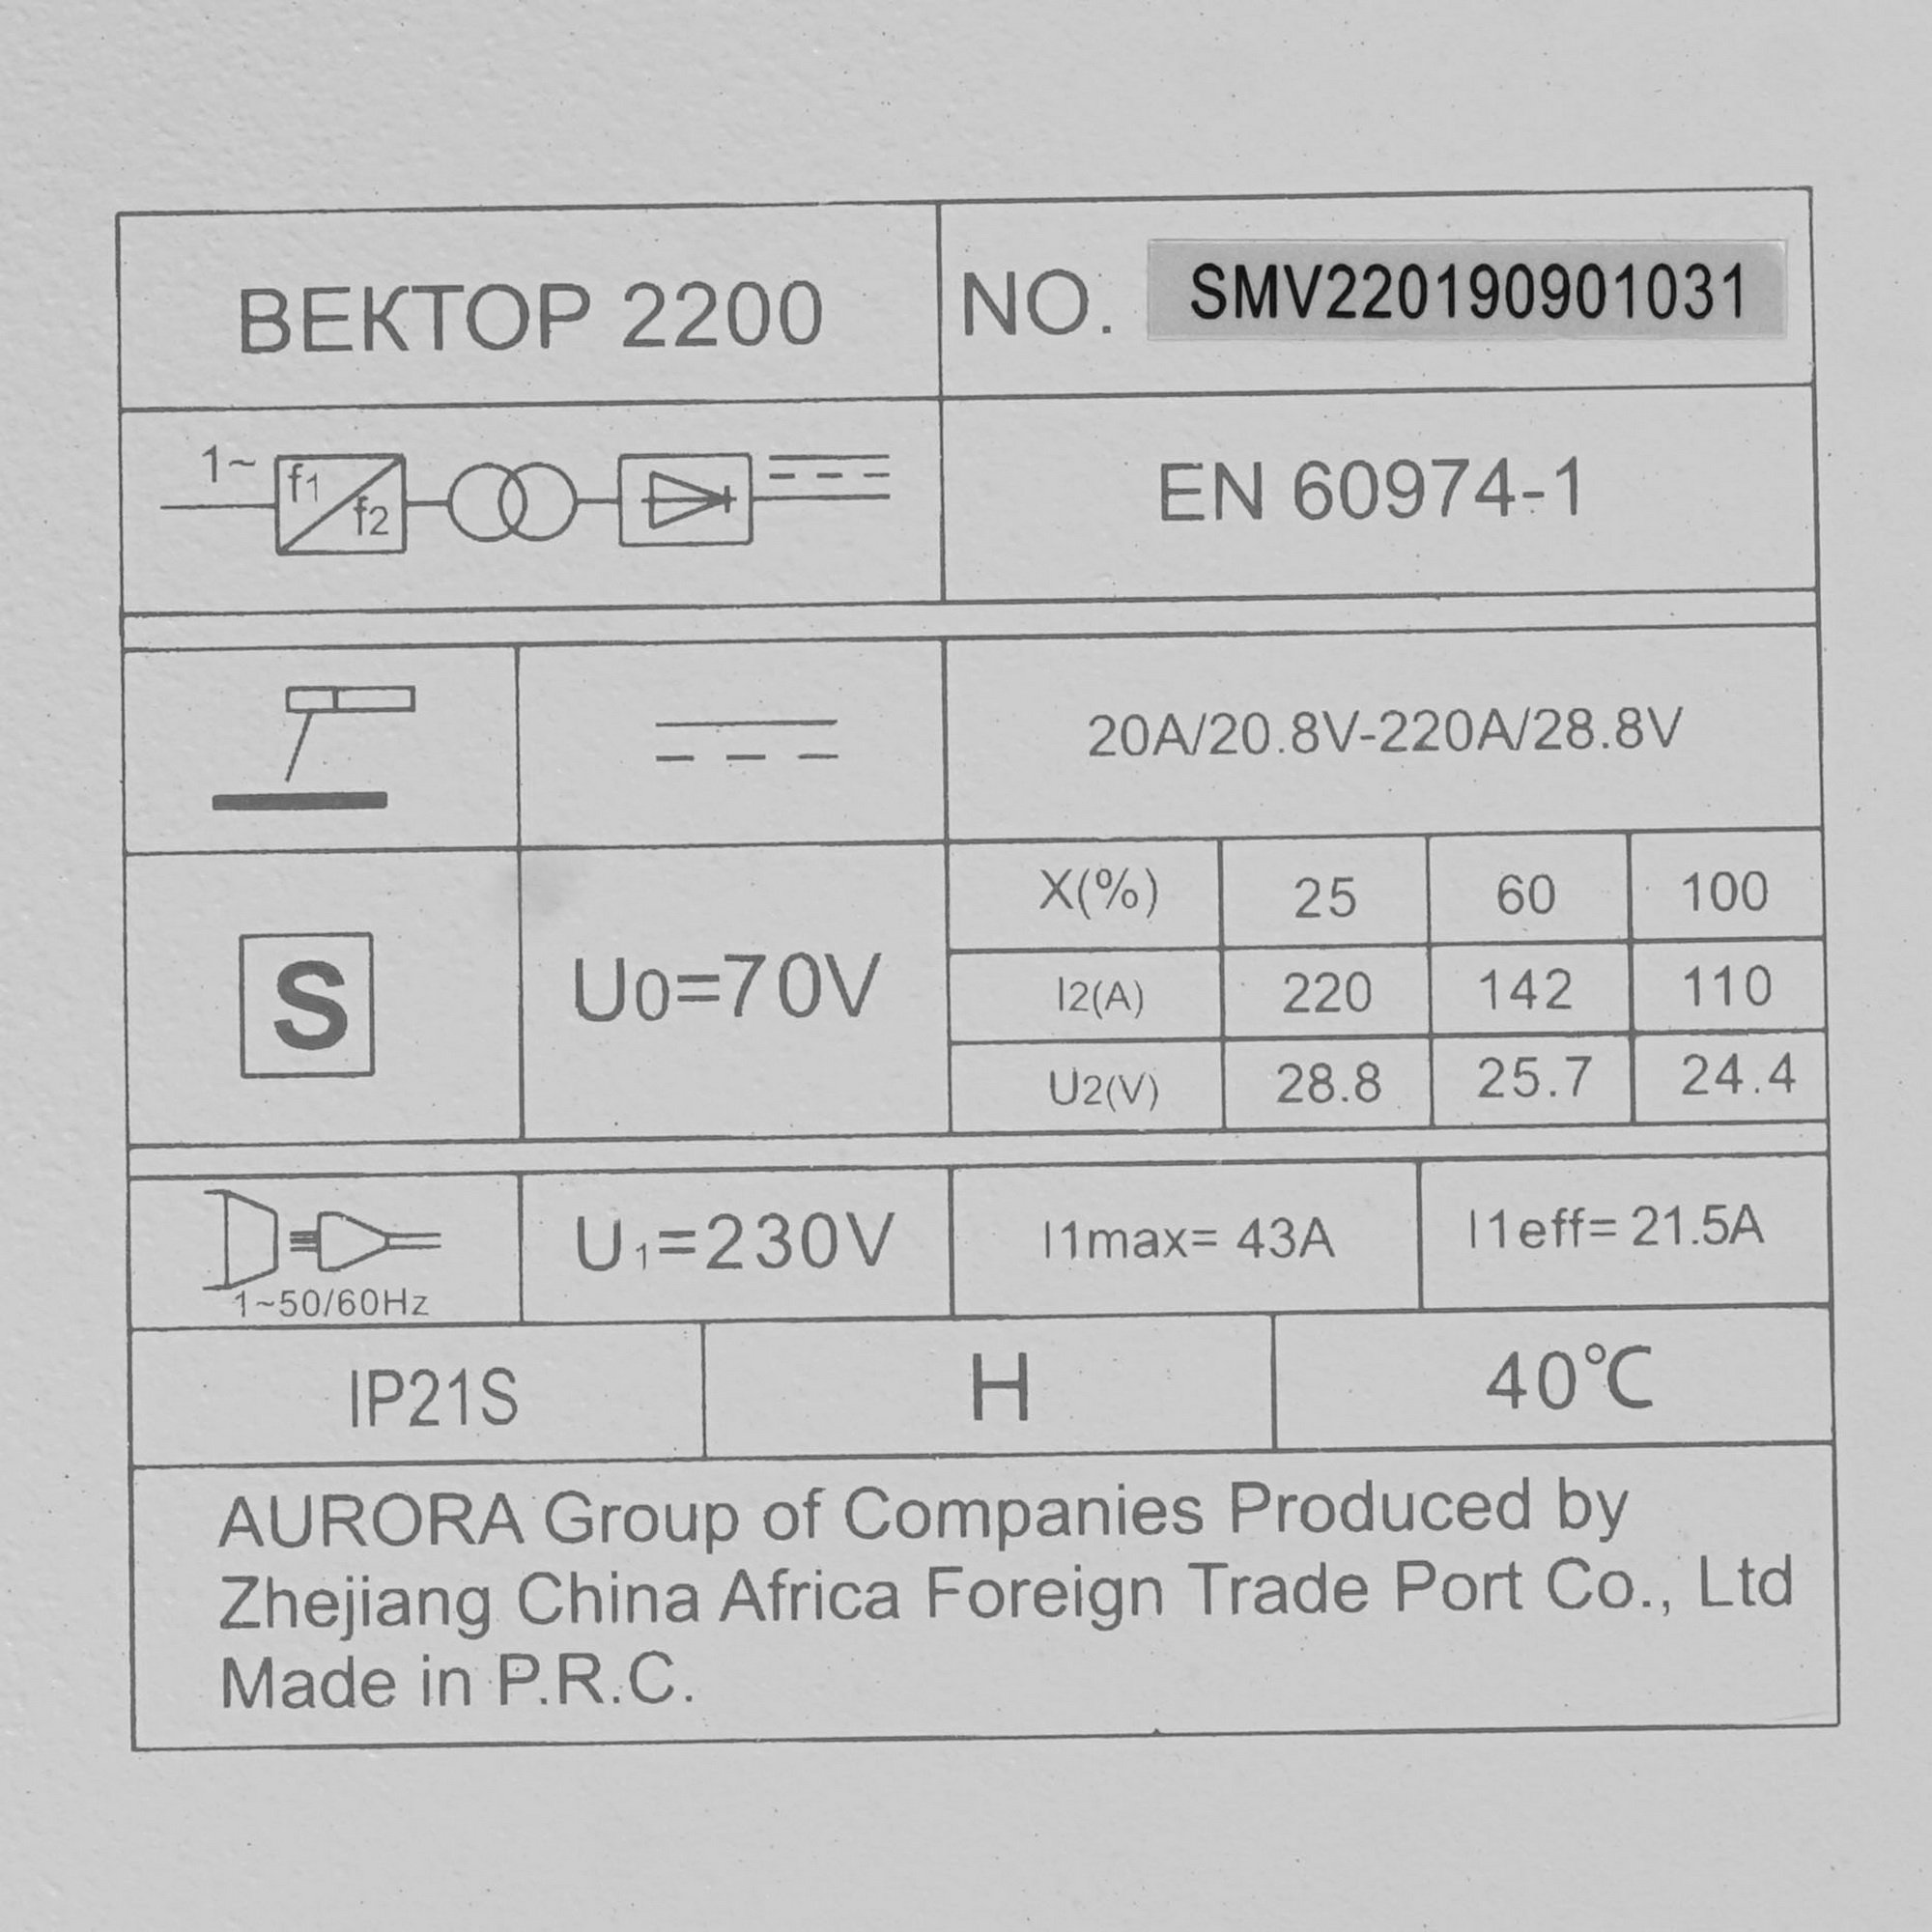 ВЕКТОР 2200
NO. SMV220190901031
1~ f1 f2
EN 60974-1
20A/20.8V-220A/28.8V
S
U0=70V
X(%) 25 60 100
I2(A) 220 142 110
U2(V) 28.8 25.7 24.4
1~50/60Hz
U1=230V
I1max= 43A
I1eff= 21.5A
IP21S
H
40℃
AURORA Group of Companies Produced by
Zhejiang China Africa Foreign Trade Port Co., Ltd
Made in P.R.C.